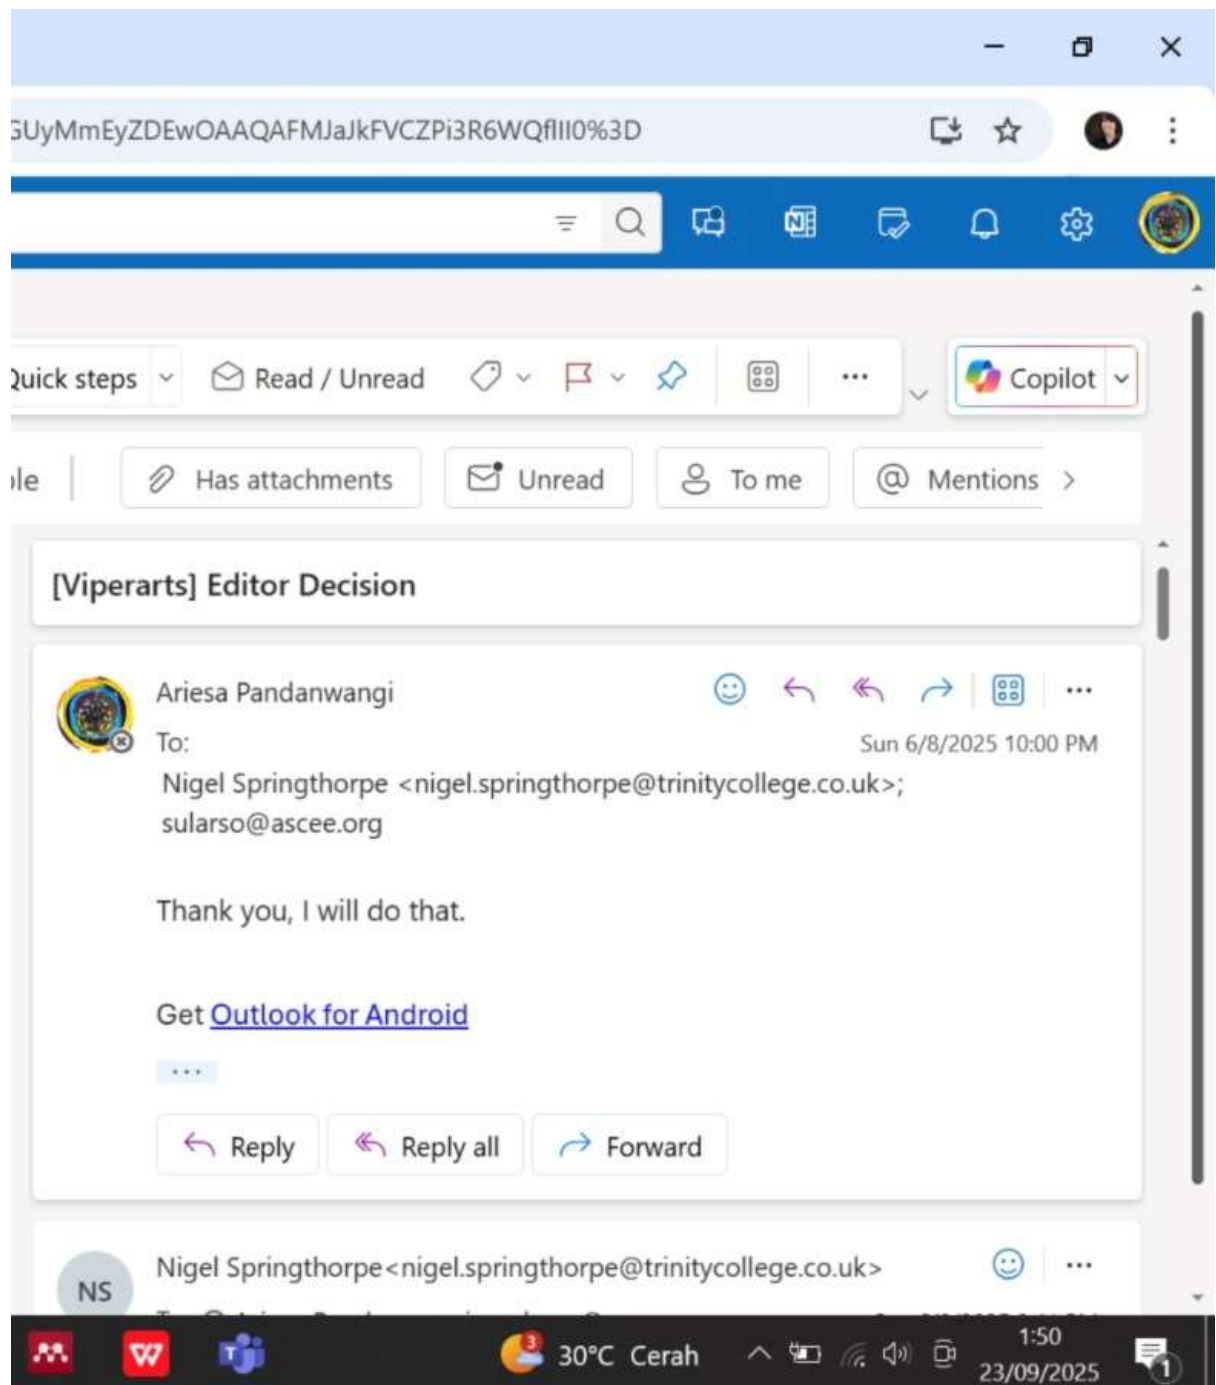 GUyMmEyZDEwOAAQAFMJaJkFVCZPi3R6WQflII0%3D
Quick steps Read / Unread ... Copilot
Has attachments Unread To me @ Mentions >
[Viperarts] Editor Decision
Ariesa Pandanwangi
To: Sun 6/8/2025 10:00 PM
Nigel Springthorpe <nigel.springthorpe@trinitycollege.co.uk>;
sularso@ascee.org
Thank you, I will do that.
Get Outlook for Android
...
Reply Reply all Forward
NS Nigel Springthorpe<nigel.springthorpe@trinitycollege.co.uk>
3 30°C Cerah 1:50
23/09/2025 1